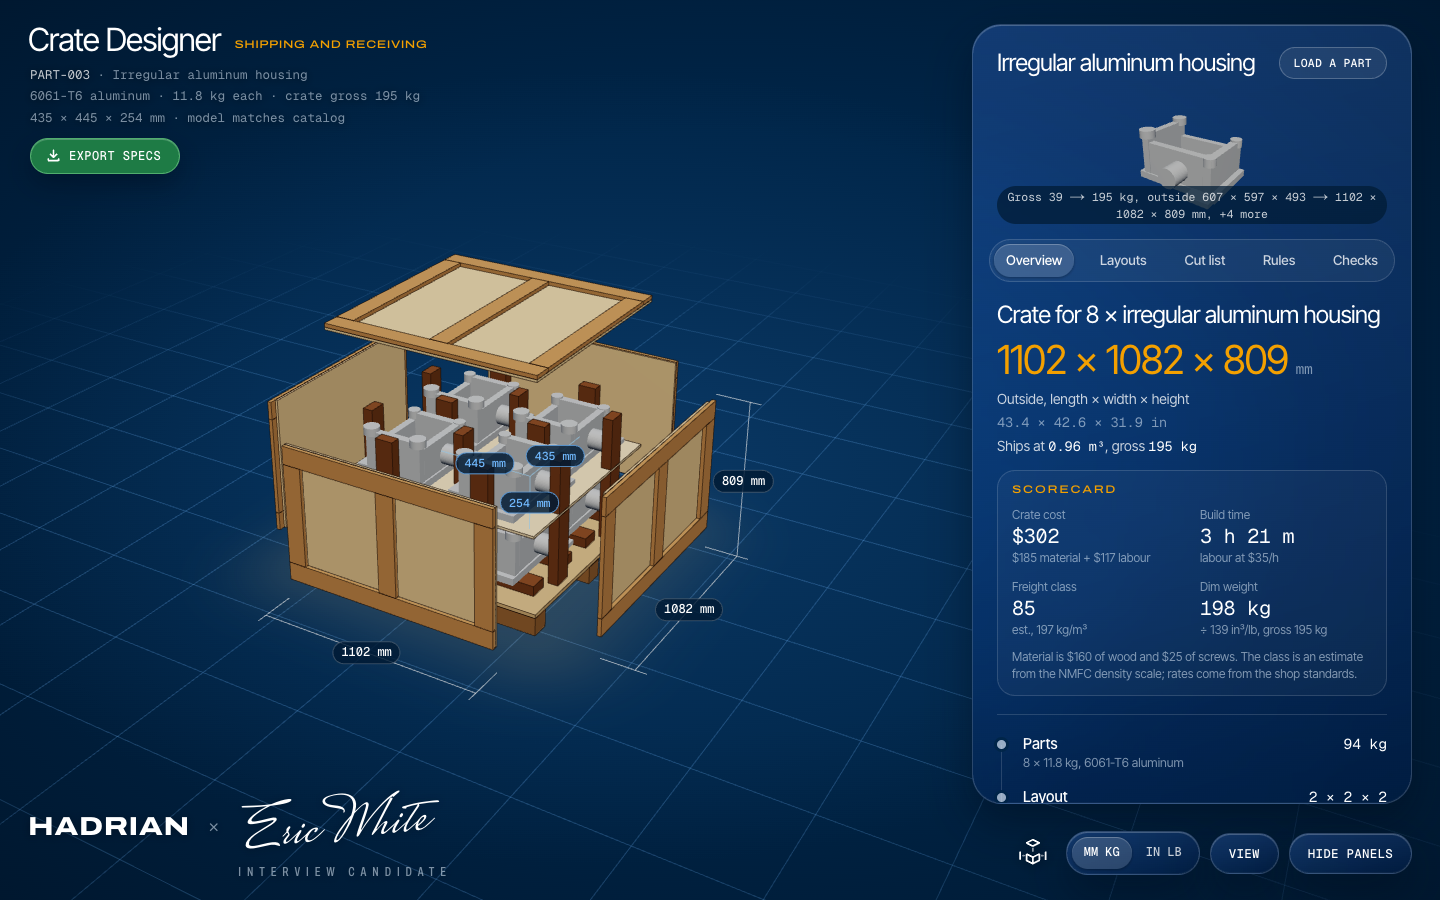 Crate Designer SHIPPING AND RECEIVING
PART-003 · Irregular aluminum housing
6061-T6 aluminum · 11.8 kg each · crate gross 195 kg
435 × 445 × 254 mm · model matches catalog
EXPORT SPECS
445 mm
435 mm
254 mm
809 mm
1082 mm
1102 mm
HADRIAN × Eric White
INTERVIEW CANDIDATE
Irregular aluminum housing
LOAD A PART
Gross 39 → 195 kg, outside 607 × 597 × 493 → 1102 ×
1082 × 809 mm, +4 more
Overview Layouts Cut list Rules Checks
Crate for 8 × irregular aluminum housing
1102 × 1082 × 809 mm
Outside, length × width × height
43.4 × 42.6 × 31.9 in
Ships at 0.96 m³, gross 195 kg
SCORECARD
Crate cost
$302
$185 material + $117 labour
Build time
3 h 21 m
labour at $35/h
Freight class
85
est., 197 kg/m³
Dim weight
198 kg
÷ 139 in³/lb, gross 195 kg
Material is $160 of wood and $25 of screws. The class is an estimate
from the NMFC density scale; rates come from the shop standards.
Parts 94 kg
8 × 11.8 kg, 6061-T6 aluminum
Layout 2 × 2 × 2
MM KG IN LB
VIEW
HIDE PANELS